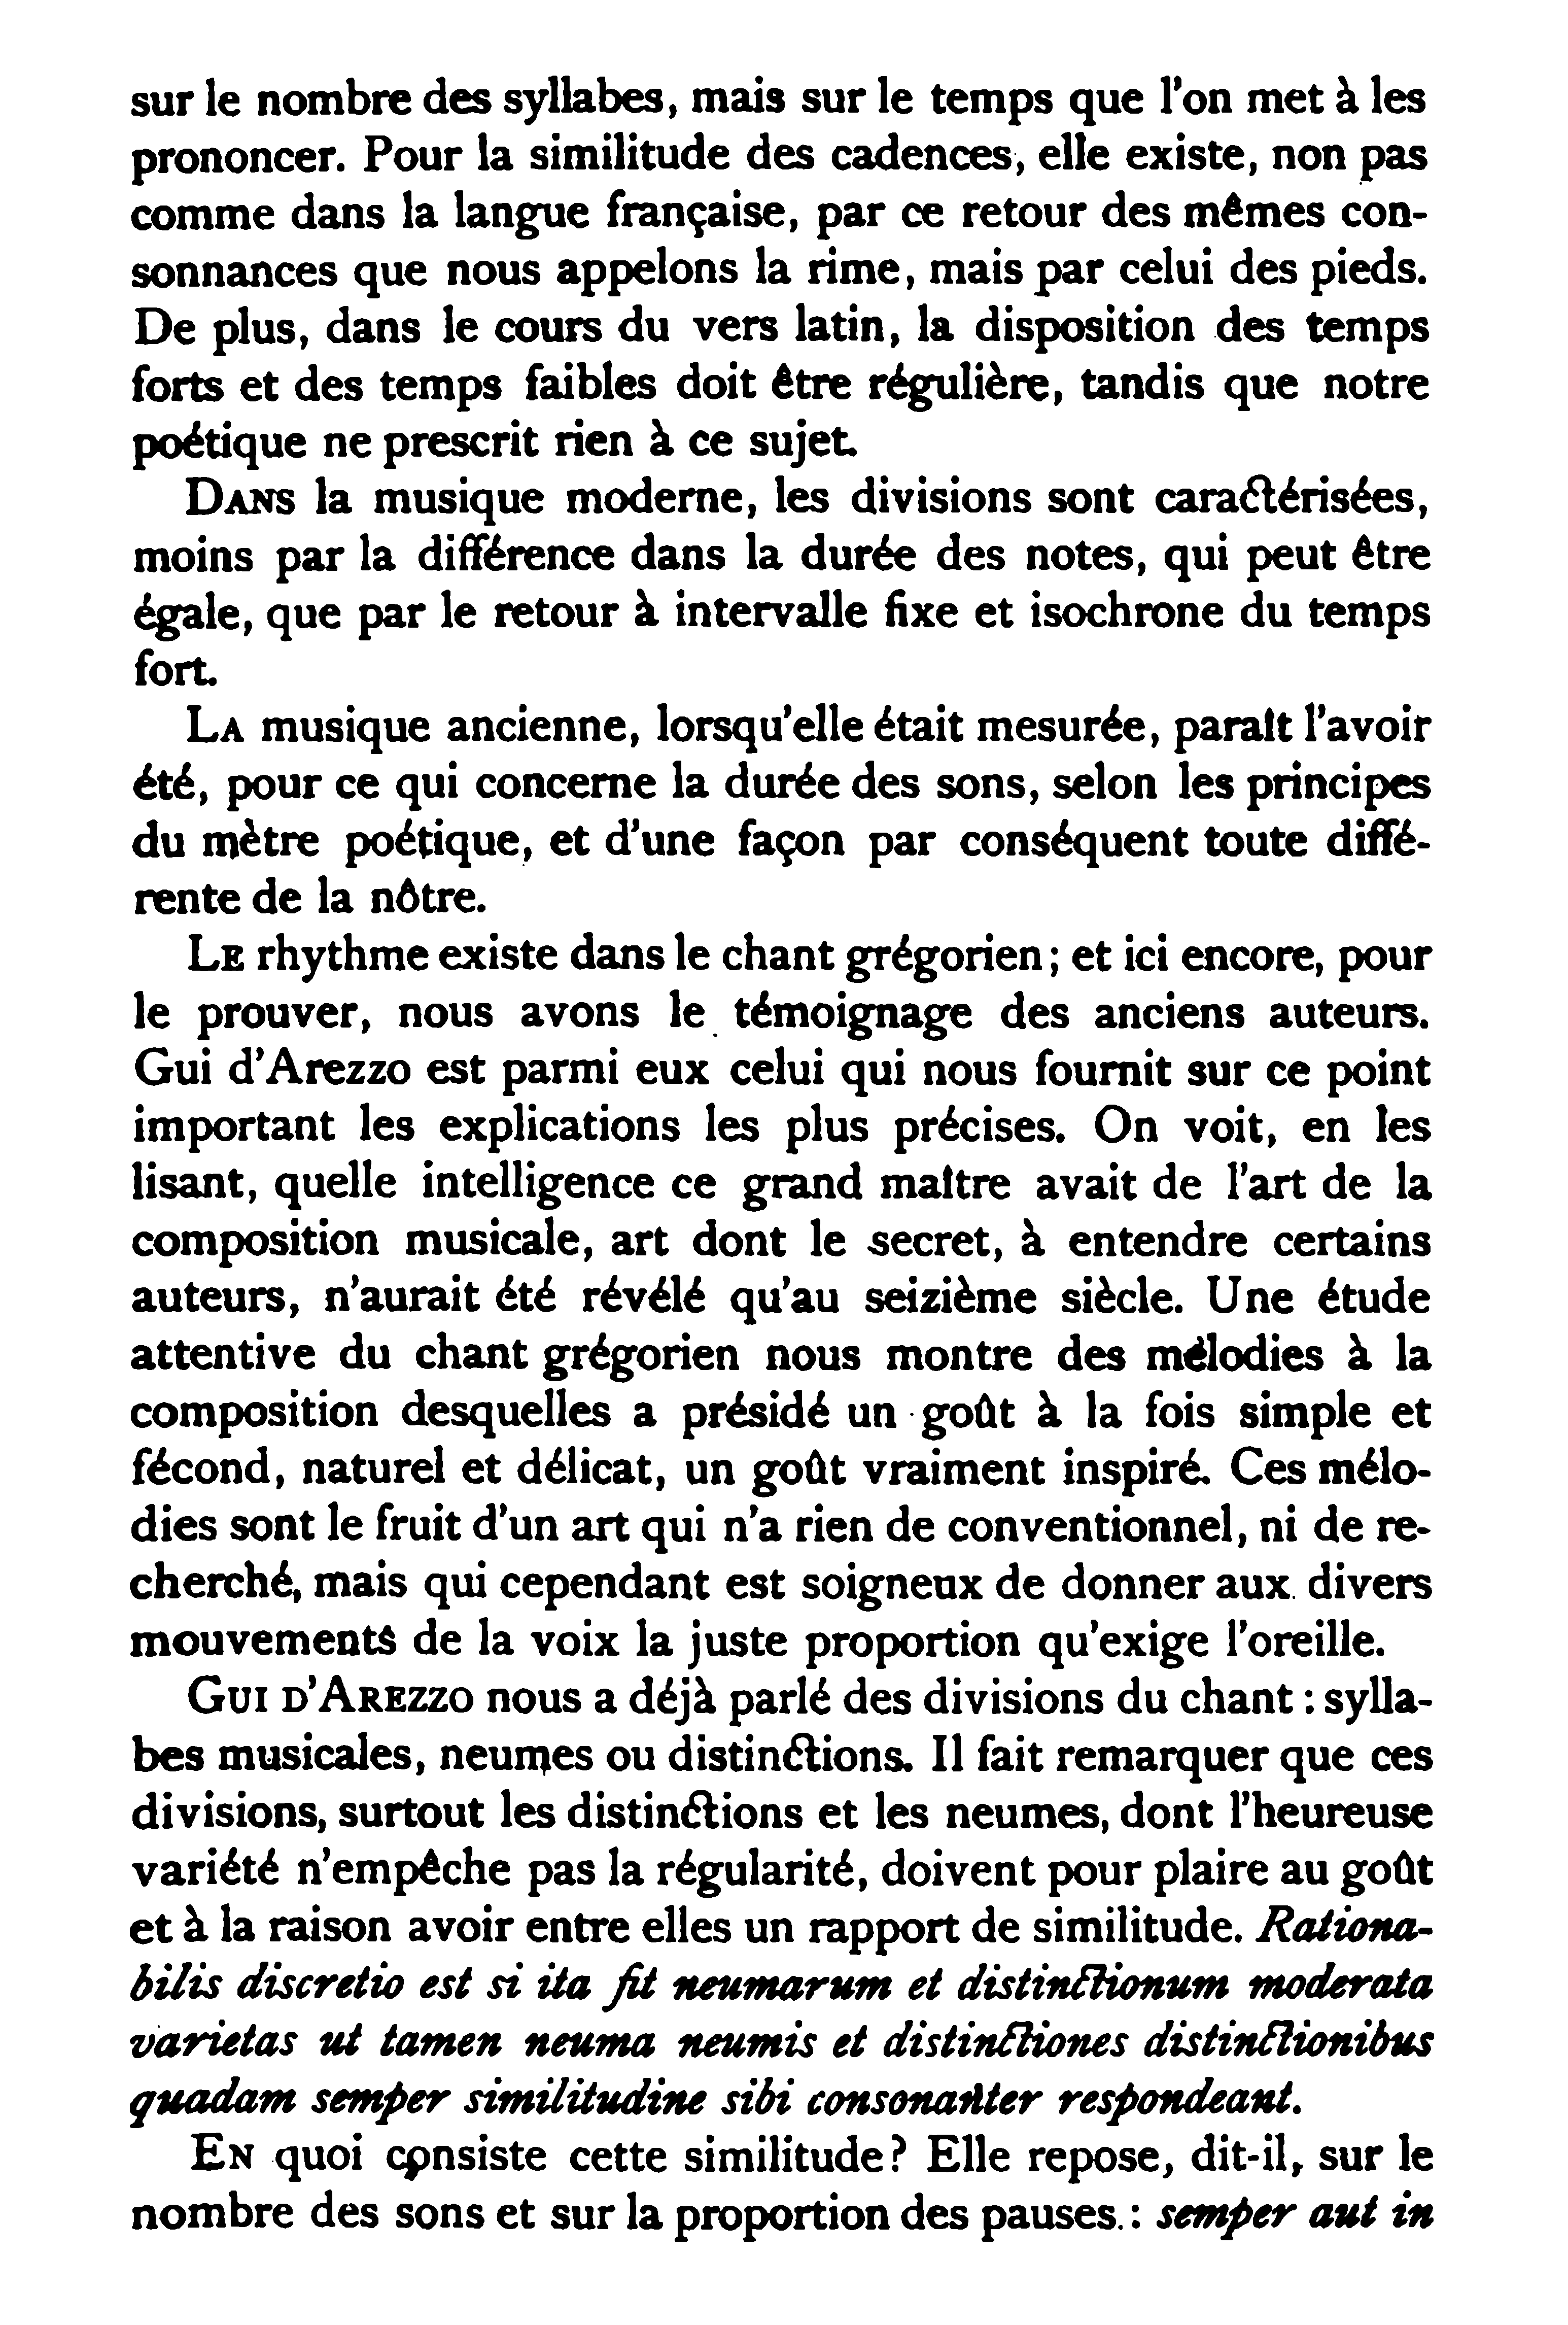 sur le nombre des syllabes, mais sur le temps que l'on met à les
prononcer. Pour la similitude des cadences, elle existe, non pas
comme dans la langue française, par ce retour des mêmes con-
sonnances que nous appelons la rime, mais par celui des pieds.
De plus, dans le cours du vers latin, la disposition des temps
forts et des temps faibles doit être régulière, tandis que notre
poétique ne prescrit rien à ce sujet.
DANS la musique moderne, les divisions sont caractérisées,
moins par la différence dans la durée des notes, qui peut être
égale, que par le retour à intervalle fixe et isochrone du temps
fort.
LA musique ancienne, lorsqu'elle était mesurée, paraît l'avoir
été, pour ce qui concerne la durée des sons, selon les principes
du mètre poétique, et d'une façon par conséquent toute diffé-
rente de la nôtre.
LE rhythme existe dans le chant grégorien; et ici encore, pour
le prouver, nous avons le témoignage des anciens auteurs.
Gui d'Arezzo est parmi eux celui qui nous fournit sur ce point
important les explications les plus précises. On voit, en les
lisant, quelle intelligence ce grand maître avait de l'art de la
composition musicale, art dont le secret, à entendre certains
auteurs, n'aurait été révélé qu'au seizième siècle. Une étude
attentive du chant grégorien nous montre des mélodies à la
composition desquelles a présidé un goût à la fois simple et
fécond, naturel et délicat, un goût vraiment inspiré. Ces mélo-
dies sont le fruit d'un art qui n'a rien de conventionnel, ni de re-
cherché, mais qui cependant est soigneux de donner aux divers
mouvements de la voix la juste proportion qu'exige l'oreille.
GUI D'AREZZO nous a déjà parlé des divisions du chant : sylla-
bes musicales, neumes ou distinctions. Il fait remarquer que ces
divisions, surtout les distinctions et les neumes, dont l'heureuse
variété n'empêche pas la régularité, doivent pour plaire au goût
et à la raison avoir entre elles un rapport de similitude. Rationa-
bilis discretio est si ita fit neumarum et distinctionum moderata
varietas ut tamen neuma neumis et distinctiones distinctionibus
quadam semper similitudine sibi consonanter respondeant.
EN quoi consiste cette similitude? Elle repose, dit-il, sur le
nombre des sons et sur la proportion des pauses. : semper aut in